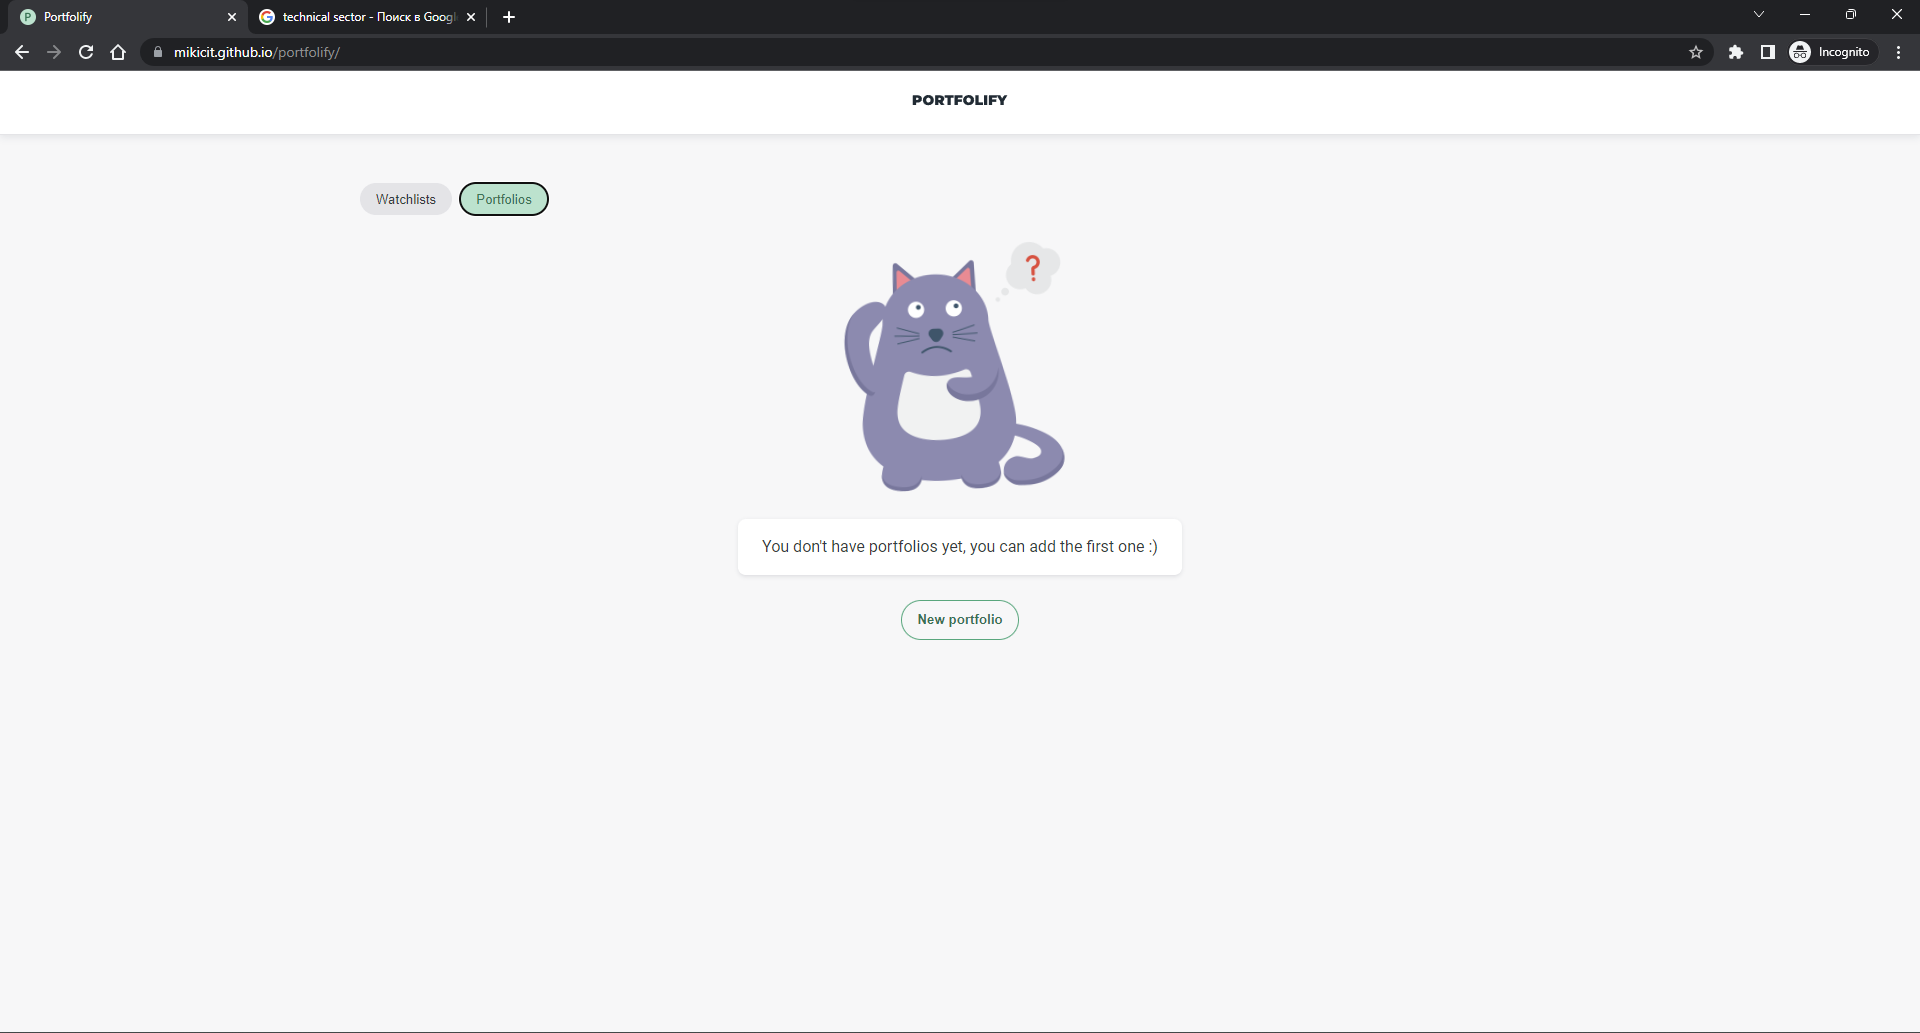 P Portfolify
technical sector - Поиск в Googl
mikicit.github.io/portfolify/
Incognito
PORTFOLIFY
Watchlists
Portfolios
?
You don't have portfolios yet, you can add the first one :)
New portfolio